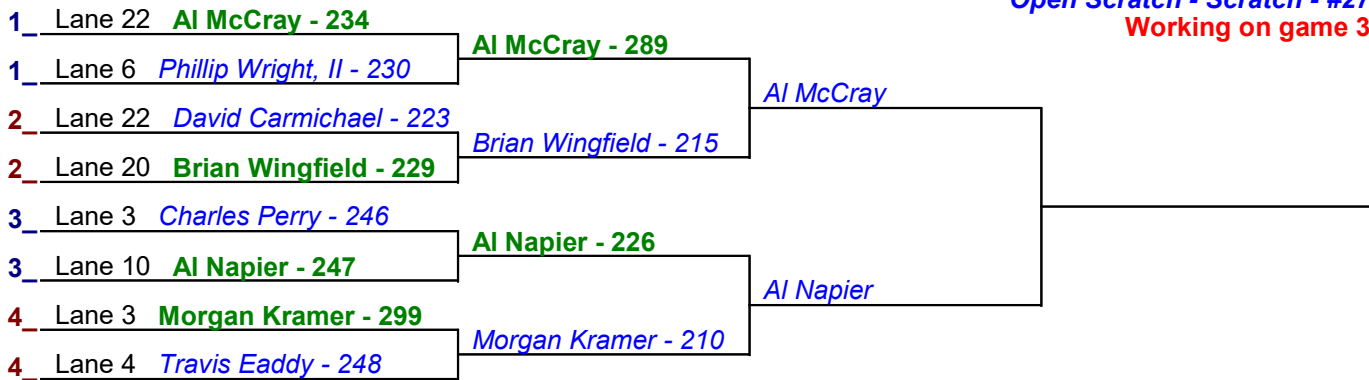 Open Scratch - Scratch - #27
Working on game 3
1_ Lane 22 Al McCray - 234
1_ Lane 6 Phillip Wright, II - 230
2_ Lane 22 David Carmichael - 223
2_ Lane 20 Brian Wingfield - 229
3_ Lane 3 Charles Perry - 246
3_ Lane 10 Al Napier - 247
4_ Lane 3 Morgan Kramer - 299
4_ Lane 4 Travis Eaddy - 248
Al McCray - 289
Brian Wingfield - 215
Al Napier - 226
Morgan Kramer - 210
Al McCray
Al Napier